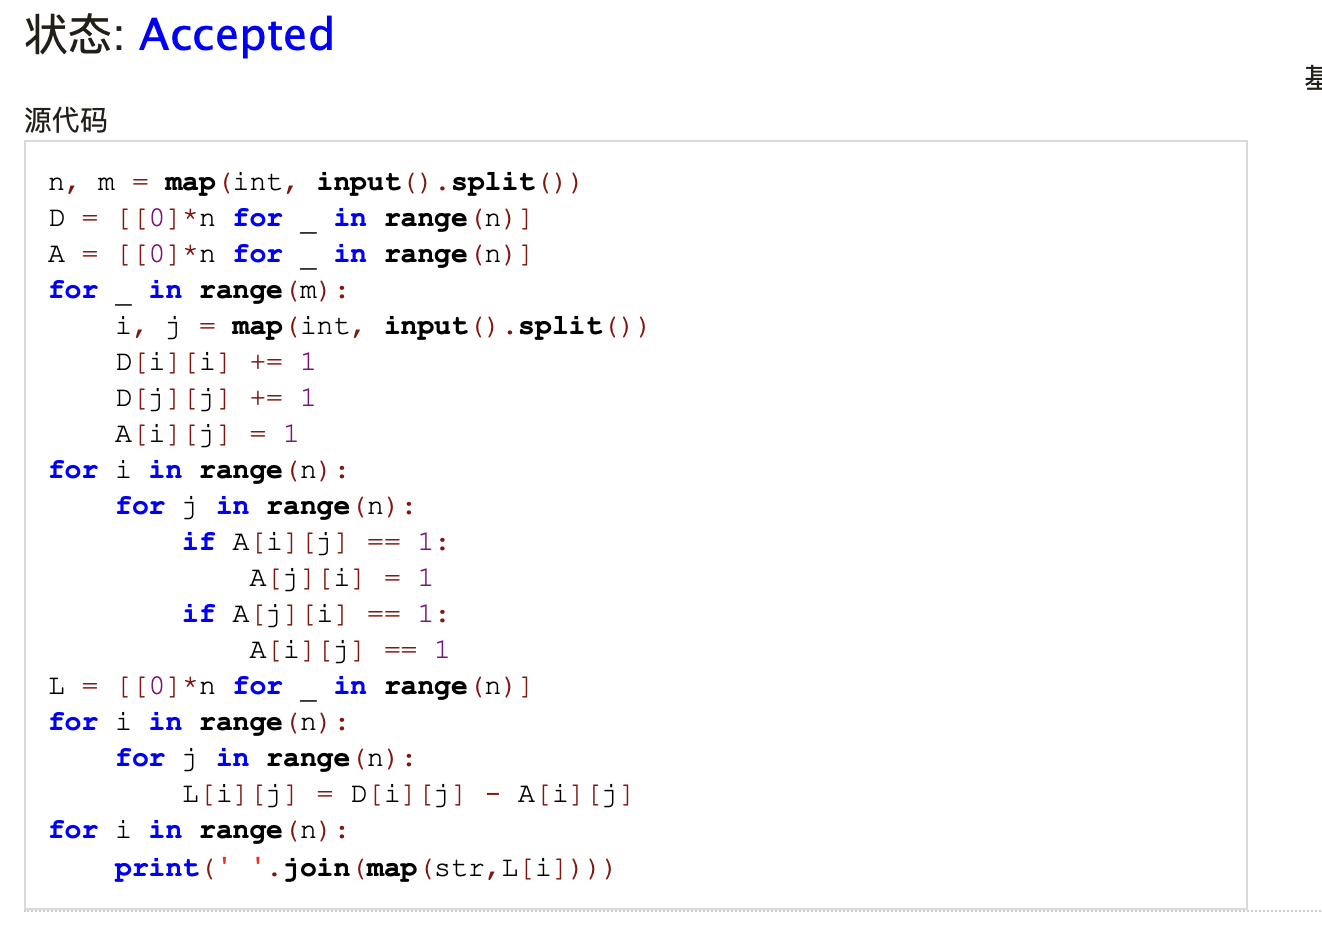 状态: Accepted
基
源代码
n, m = map(int, input().split())
D = [[0]*n for _ in range(n)]
A = [[0]*n for _ in range(n)]
for _ in range(m):
    i, j = map(int, input().split())
    D[i][i] += 1
    D[j][j] += 1
    A[i][j] = 1
for i in range(n):
    for j in range(n):
        if A[i][j] == 1:
            A[j][i] = 1
        if A[j][i] == 1:
            A[i][j] == 1
L = [[0]*n for _ in range(n)]
for i in range(n):
    for j in range(n):
        L[i][j] = D[i][j] - A[i][j]
for i in range(n):
    print(' '.join(map(str,L[i])))